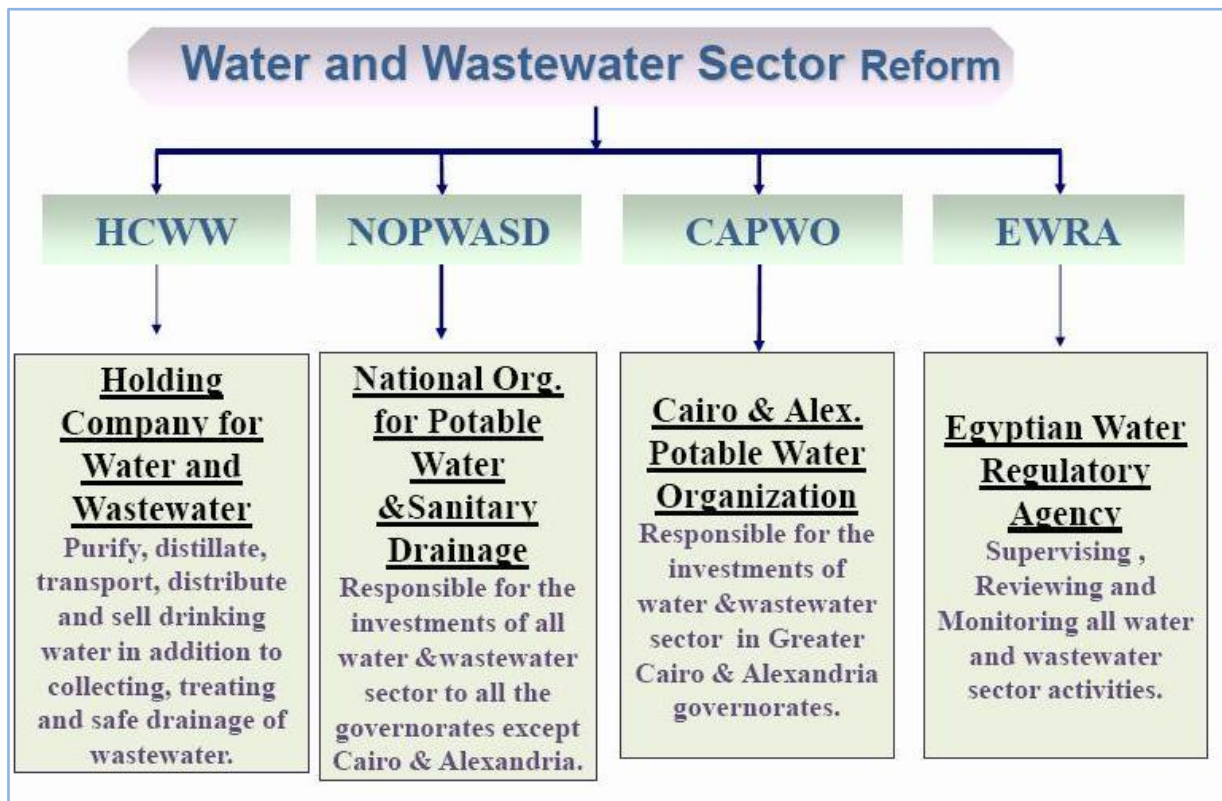 Water and Wastewater Sector Reform
HCWW
NOPWASD
CAPWO
EWRA
Holding
Company for
Water and
Wastewater
Purify, distillate,
transport, distribute
and sell drinking
water in addition to
collecting, treating
and safe drainage of
wastewater.
National Org.
for Potable
Water
&Sanitary
Drainage
Responsible for the
investments of all
water &wastewater
sector to all the
governorates except
Cairo & Alexandria.
Cairo & Alex.
Potable Water
Organization
Responsible for the
investments of
water &wastewater
sector in Greater
Cairo & Alexandria
governorates.
Egyptian Water
Regulatory
Agency
Supervising ,
Reviewing and
Monitoring all water
and wastewater
sector activities.